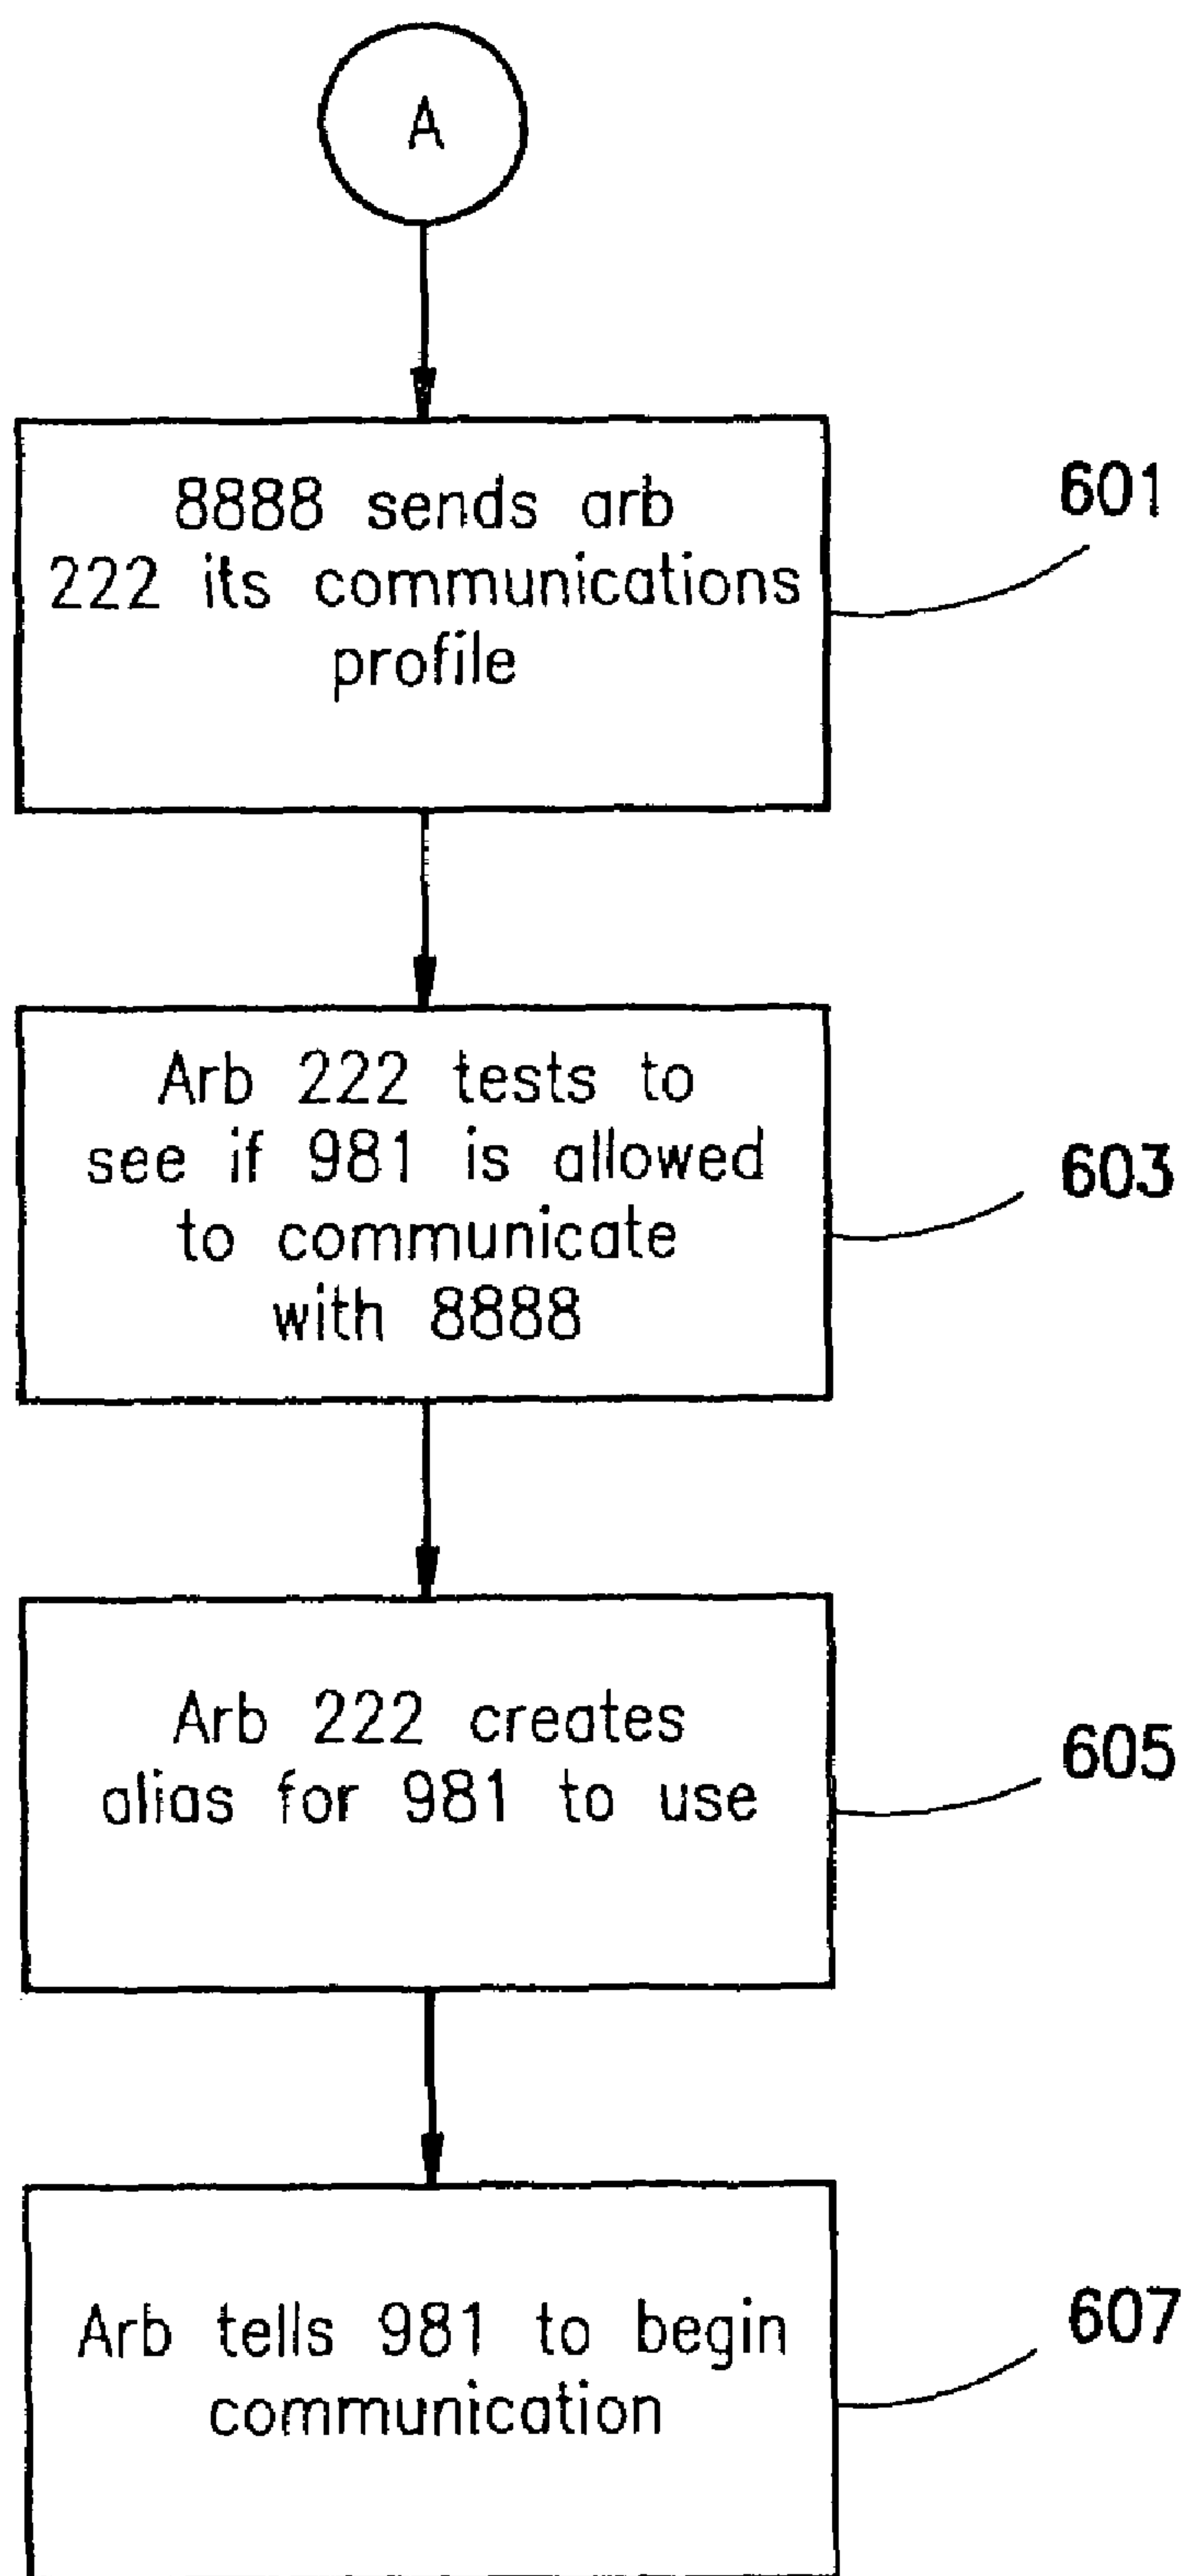 A
8888 sends arb
222 its communications
profile
601
Arb 222 tests to
see if 981 is allowed
to communicate
with 8888
603
Arb 222 creates
alias for 981 to use
605
Arb tells 981 to begin
communication
607